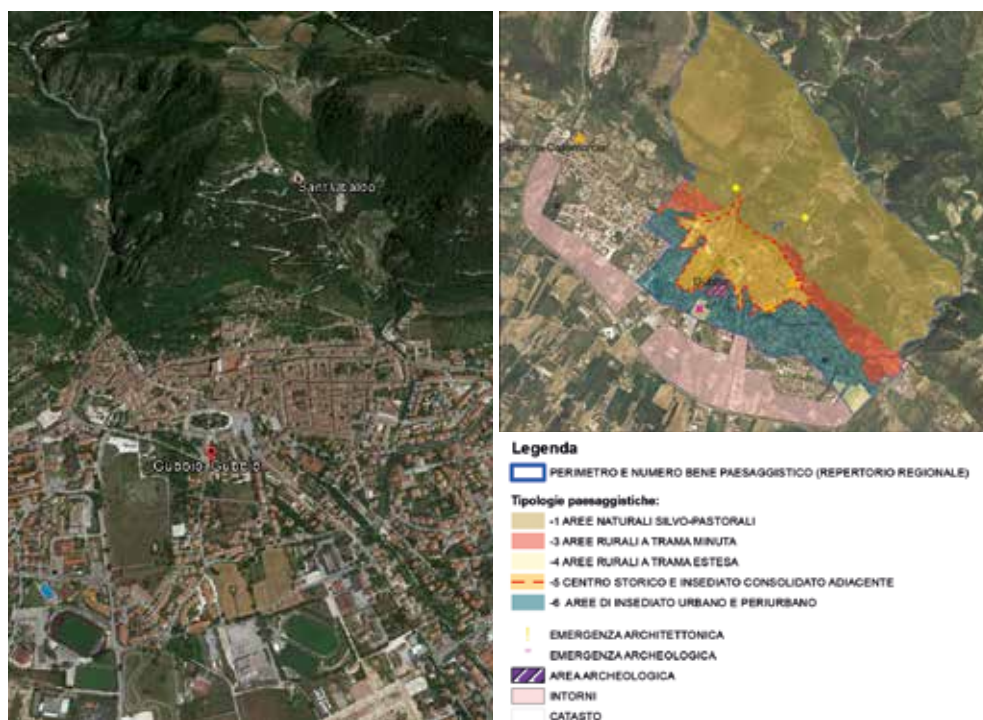 Sant'Ubaldo
Gubbio, Gubbio
Legenda
PERIMETRO E NUMERO BENE PAESAGGISTICO (REPERTORIO REGIONALE)
Tipologie paesaggistiche:
-1 AREE NATURALI SILVO-PASTORALI
-3 AREE RURALI A TRAMA MINUTA
-4 AREE RURALI A TRAMA ESTESA
-5 CENTRO STORICO E INSEDIATO CONSOLIDATO ADIACENTE
-6 AREE DI INSEDIATO URBANO E PERIURBANO
EMERGENZA ARCHITETTONICA
EMERGENZA ARCHEOLOGICA
AREA ARCHEOLOGICA
INTORNI
CATASTO